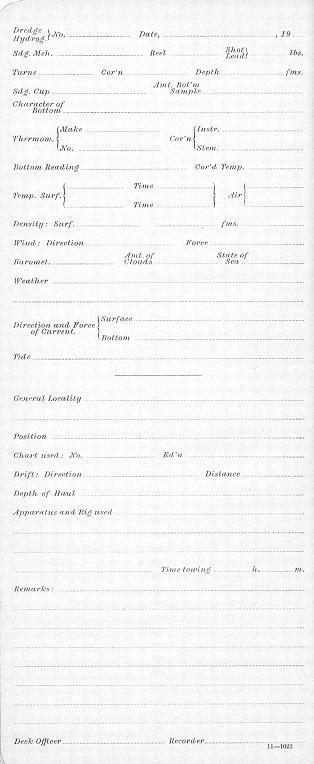 Dredge
Hydrog. } No. Date, , 19
Sdg. Mch. Reel Shot
Lead } lbs.
Turns Cor'n Depth fms.
Sdg. Cup Amt. Bot'm
Sample
Character of
Bottom
Thermom. { Make Cor'n { Instr.
No. Stem.
Bottom Reading Cor'd Temp.
Temp. Surf. { Time } Air {
Time
Density: Surf. fms.
Wind: Direction Force
Baromet. Amt. of
Clouds State of
Sea
Weather
Direction and Force
of Current. { Surface
Bottom
Tide
General Locality
Position
Chart used: No. Ed'n
Drift: Direction Distance
Depth of Haul
Apparatus and Rig used
Time towing h. m.
Remarks:
Deck Officer Recorder
11—1023